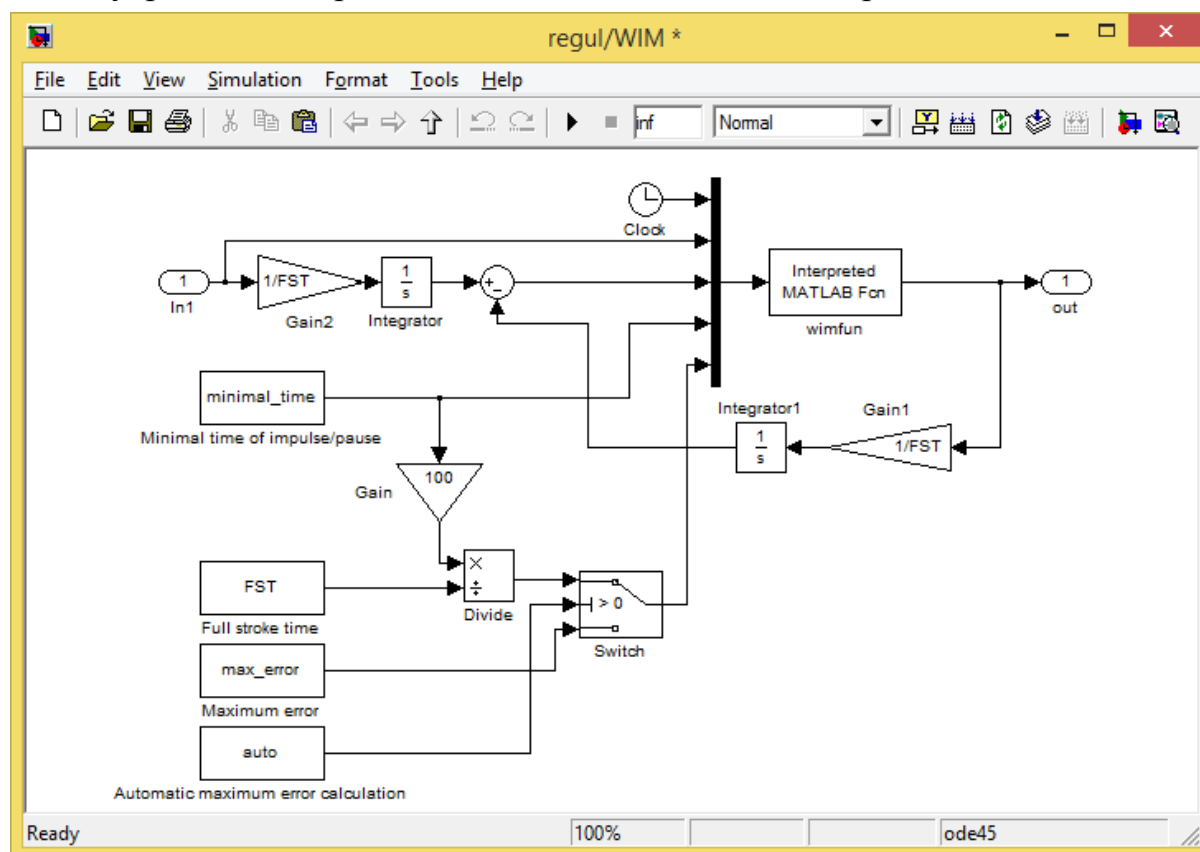 regul/WIM *
File Edit View Simulation Format Tools Help
inf Normal
Clock
1
In1
1/FST
Gain2
1
s
Integrator
+
-
Interpreted
MATLAB Fcn
wimfun
1
out
minimal_time
Minimal time of impulse/pause
Integrator1
1
s
Gain1
1/FST
100
Gain
FST
Full stroke time
×
÷
Divide
> 0
Switch
max_error
Maximum error
auto
Automatic maximum error calculation
Ready 100% ode45